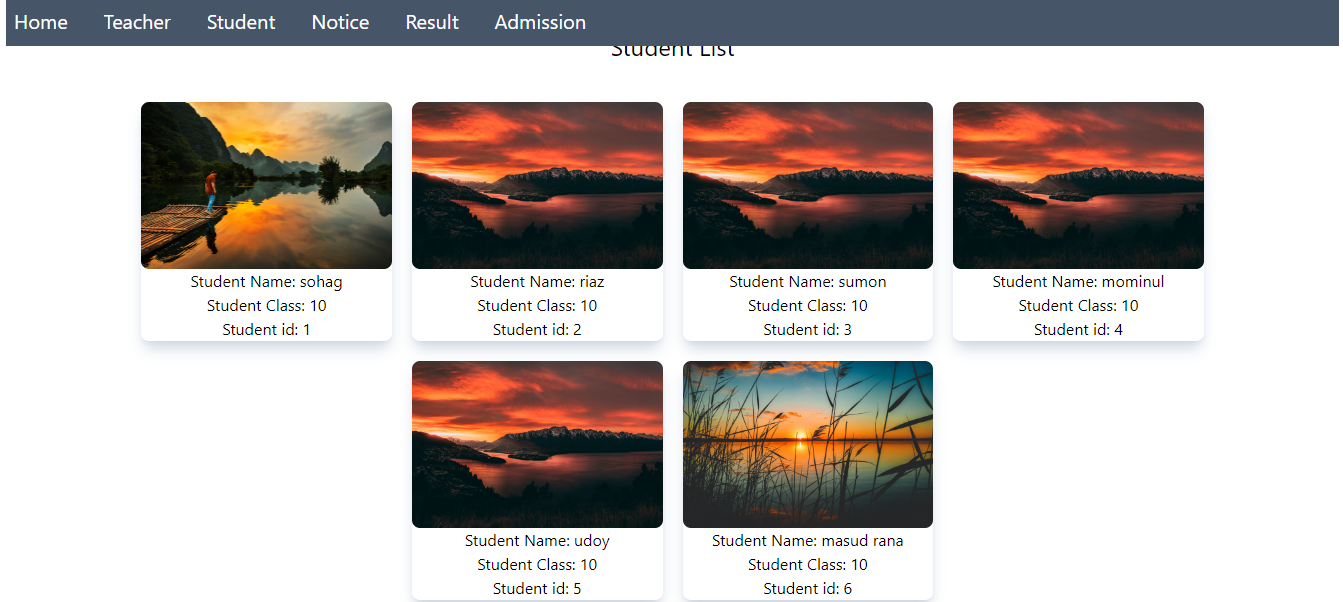 Home Teacher Student Notice Result Admission
Student List
Student Name: sohag
Student Class: 10
Student id: 1
Student Name: riaz
Student Class: 10
Student id: 2
Student Name: sumon
Student Class: 10
Student id: 3
Student Name: mominul
Student Class: 10
Student id: 4
Student Name: udoy
Student Class: 10
Student id: 5
Student Name: masud rana
Student Class: 10
Student id: 6